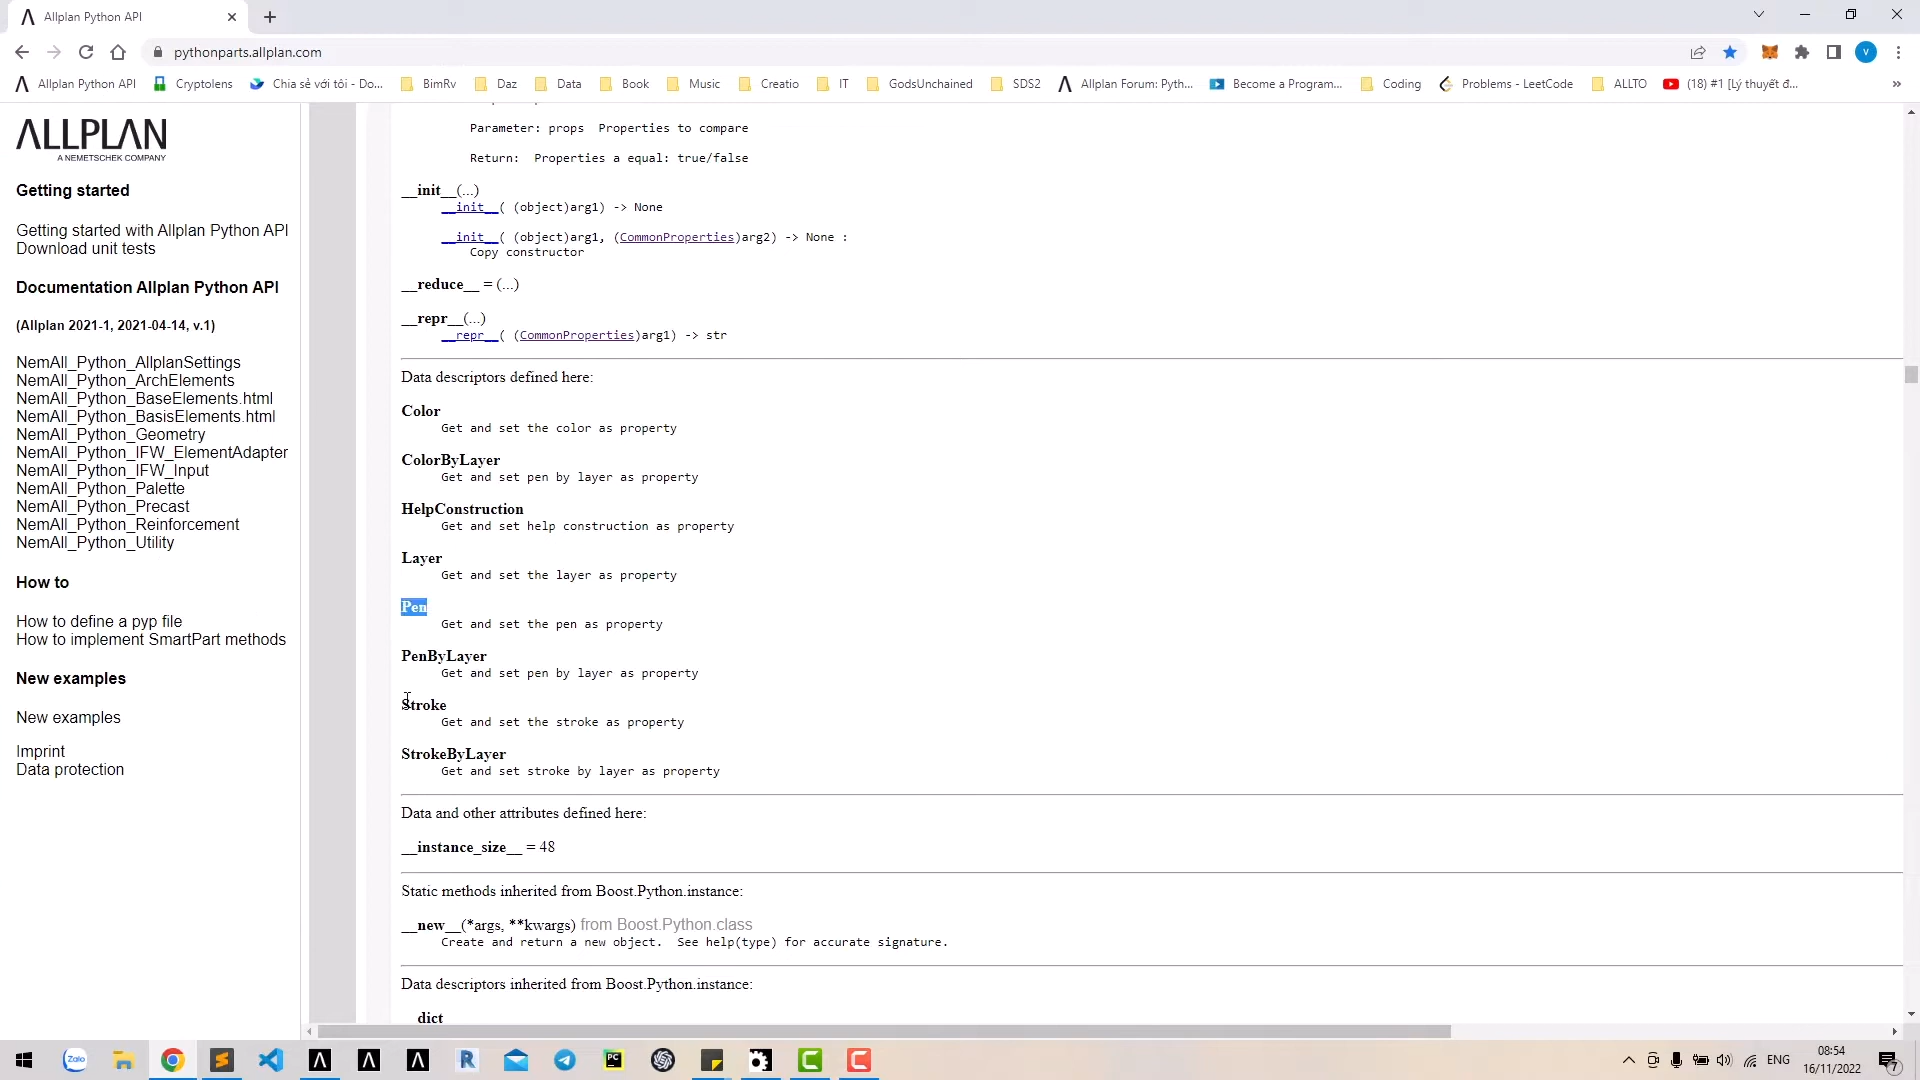 Allplan Python API
pythonparts.allplan.com
V
Allplan Python API
Cryptolens
Chia sẻ với tôi - Do...
BimRv
Daz
Data
Book
Music
Creatio
IT
GodsUnchained
SDS2
Allplan Forum: Pyth...
Become a Program...
Coding
Problems - LeetCode
ALLTO
(18) #1 [Lý thuyết đ...
»
ALLPLAN
A NEMETSCHEK COMPANY
Getting started
Getting started with Allplan Python API
Download unit tests
Documentation Allplan Python API
(Allplan 2021-1, 2021-04-14, v.1)
NemAll_Python_AllplanSettings
NemAll_Python_ArchElements
NemAll_Python_BaseElements.html
NemAll_Python_BasisElements.html
NemAll_Python_Geometry
NemAll_Python_IFW_ElementAdapter
NemAll_Python_IFW_Input
NemAll_Python_Palette
NemAll_Python_Precast
NemAll_Python_Reinforcement
NemAll_Python_Utility
How to
How to define a pyp file
How to implement SmartPart methods
New examples
New examples
Imprint
Data protection
Parameter: props  Properties to compare
Return:  Properties a equal: true/false
__init__(...)
__init__( (object)arg1) -> None
__init__( (object)arg1, (CommonProperties)arg2) -> None :
Copy constructor
__reduce__ = (...)
__repr__(...)
__repr__( (CommonProperties)arg1) -> str
Data descriptors defined here:
Color
Get and set the color as property
ColorByLayer
Get and set pen by layer as property
HelpConstruction
Get and set help construction as property
Layer
Get and set the layer as property
Pen
Get and set the pen as property
PenByLayer
Get and set pen by layer as property
Stroke
Get and set the stroke as property
StrokeByLayer
Get and set stroke by layer as property
Data and other attributes defined here:
__instance_size__ = 48
Static methods inherited from Boost.Python.instance:
__new__(*args, **kwargs) from Boost.Python.class
Create and return a new object.  See help(type) for accurate signature.
Data descriptors inherited from Boost.Python.instance:
__dict__
Zalo
R
PC
ENG
08:54
16/11/2022
7